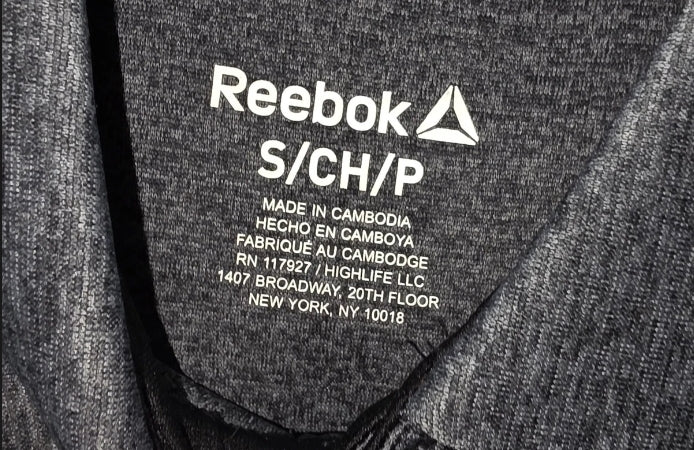 Reebok
S/CH/P
MADE IN CAMBODIA
HECHO EN CAMBOYA
FABRIQUÉ AU CAMBODGE
RN 117927 / HIGHLIFE LLC
1407 BROADWAY, 20TH FLOOR
NEW YORK, NY 10018